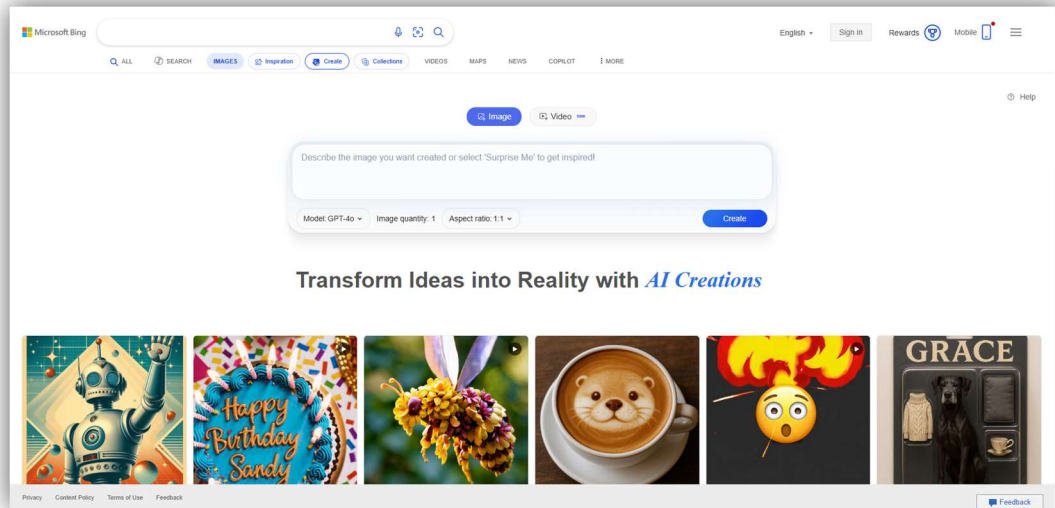 Microsoft Bing
English
Sign in
Rewards
Mobile
ALL
SEARCH
IMAGES
Inspiration
Create
Collections
VIDEOS
MAPS
NEWS
COPILOT
MORE
Help
Image
Video
Describe the image you want created or select 'Surprise Me' to get inspired!
Model: GPT-4o
Image quantity: 1
Aspect ratio: 1:1
Create
Transform Ideas into Reality with AI Creations
Happy
Birthday
Sandy
GRACE
Privacy
Content Policy
Terms of Use
Feedback
Feedback